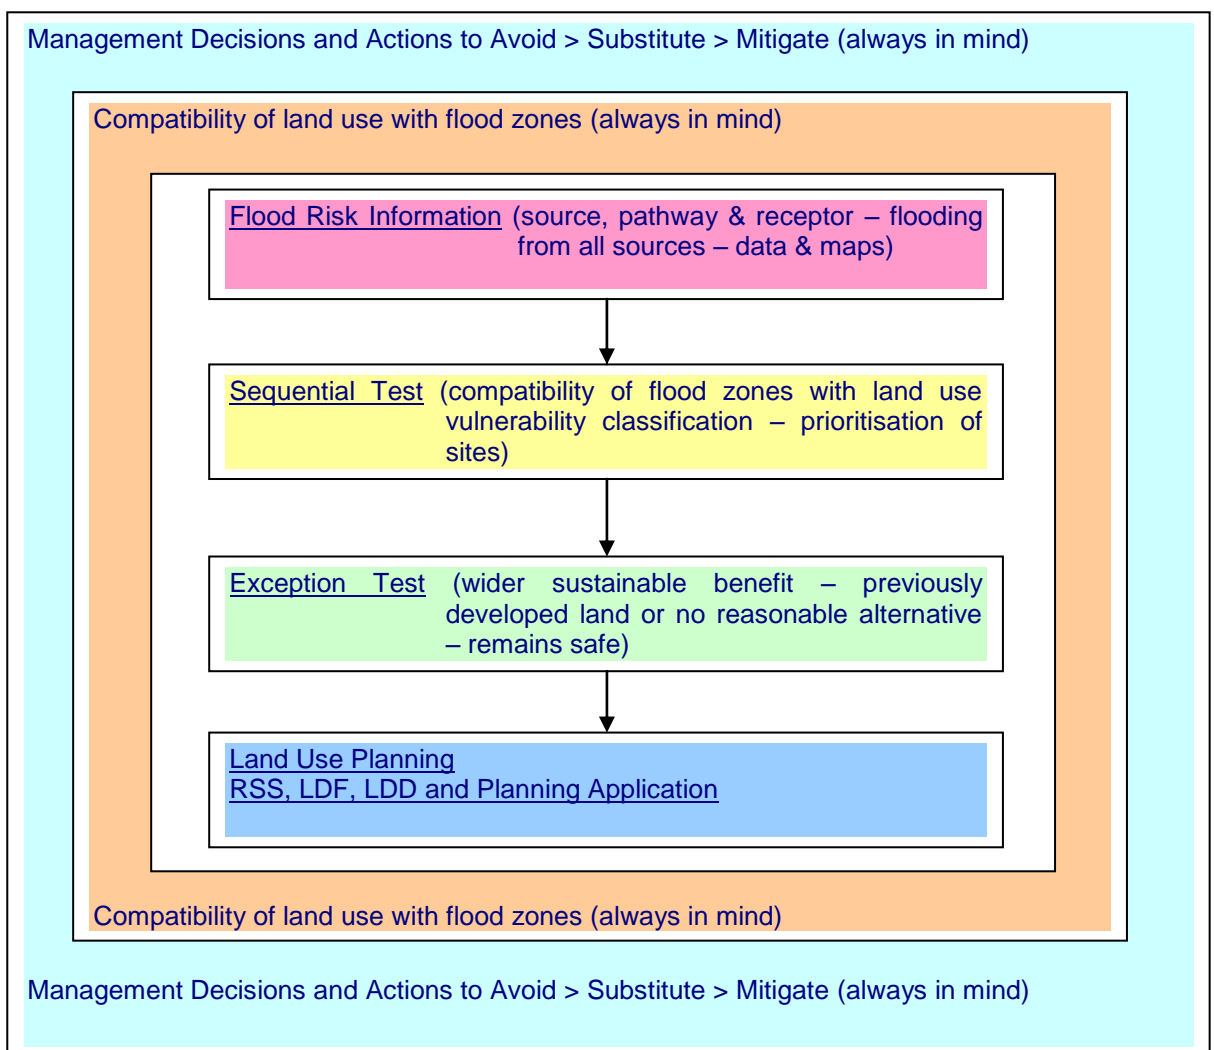 Management Decisions and Actions to Avoid > Substitute > Mitigate (always in mind)
Compatibility of land use with flood zones (always in mind)
Flood Risk Information (source, pathway & receptor – flooding
from all sources – data & maps)
Sequential Test (compatibility of flood zones with land use
vulnerability classification – prioritisation of
sites)
Exception Test (wider sustainable benefit – previously
developed land or no reasonable alternative
– remains safe)
Land Use Planning
RSS, LDF, LDD and Planning Application
Compatibility of land use with flood zones (always in mind)
Management Decisions and Actions to Avoid > Substitute > Mitigate (always in mind)